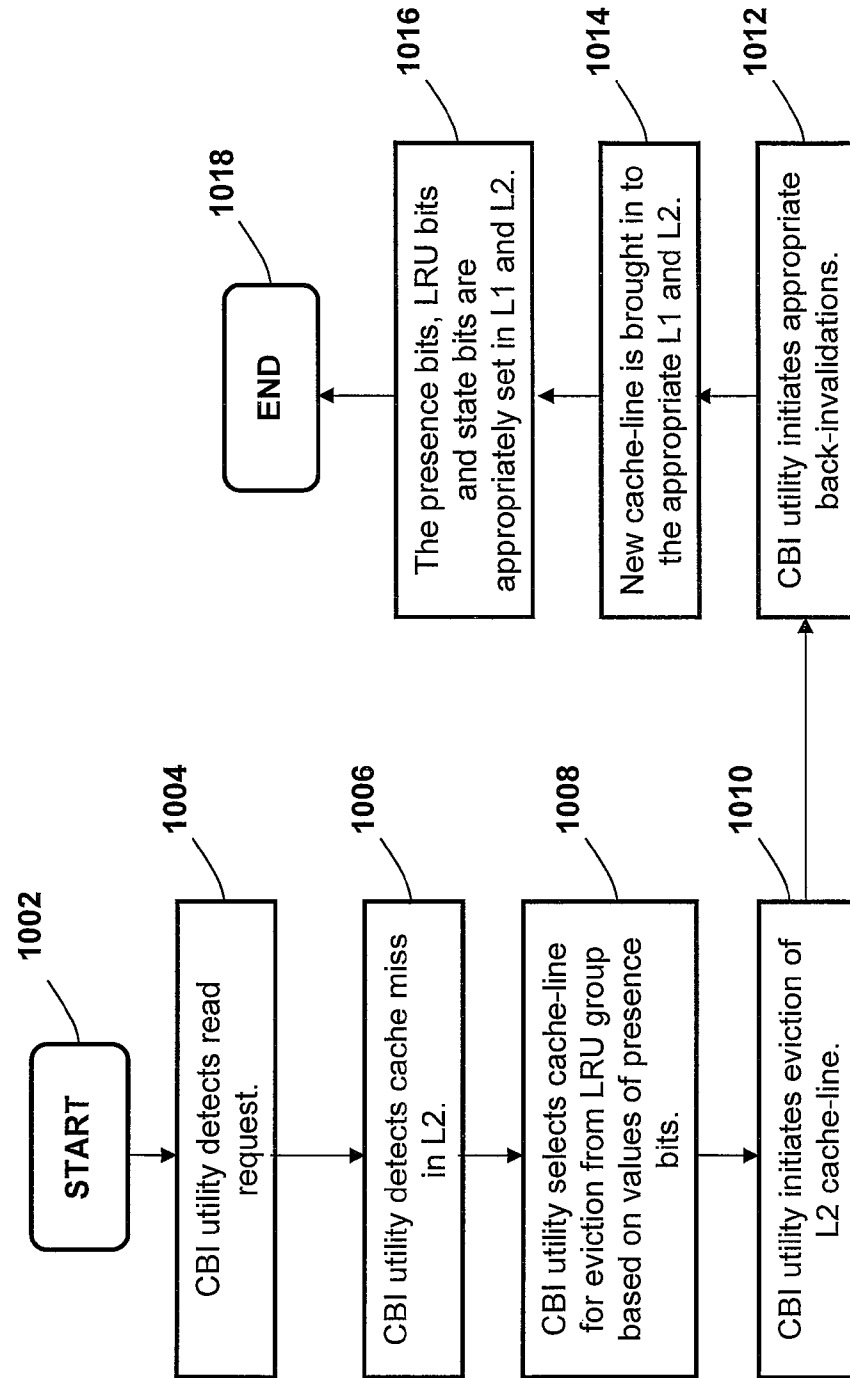 1002
START
1004
CBI utility detects read
request.
1006
CBI utility detects cache miss
in L2.
1008
CBI utility selects cache-line
for eviction from LRU group
based on values of presence
bits.
1010
CBI utility initiates eviction of
L2 cache-line.
1012
CBI utility initiates appropriate
back-invalidations.
1014
New cache-line is brought in to
the appropriate L1 and L2.
1016
The presence bits, LRU bits
and state bits are
appropriately set in L1 and L2.
1018
END